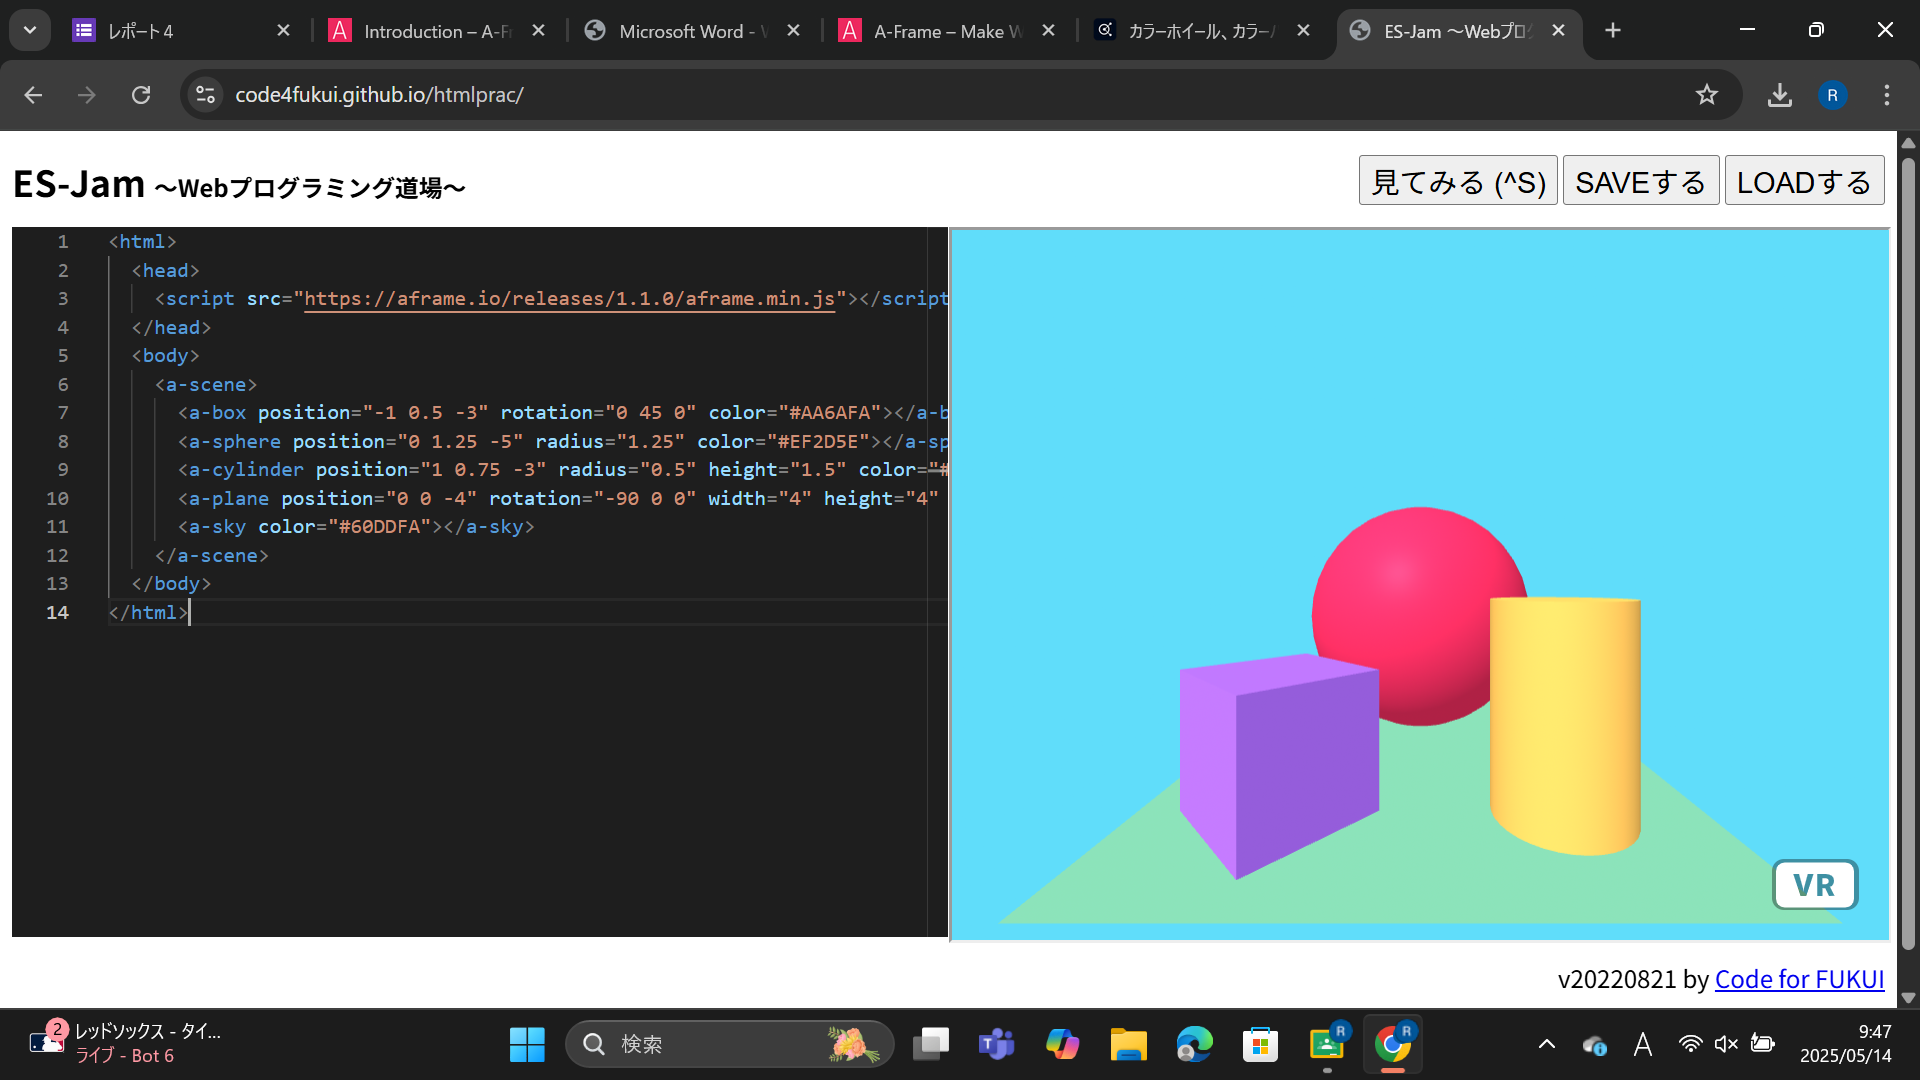 レポート 4
Introduction – A-Fr
Microsoft Word - W
A-Frame – Make W
カラーホイール、カラーパ
ES-Jam ～Webプログ
code4fukui.github.io/htmlprac/
R
ES-Jam ～Webプログラミング道場～
見てみる (^S)
SAVEする
LOADする
1 <html>
2 <head>
3 <script src="https://aframe.io/releases/1.1.0/aframe.min.js"></script
4 </head>
5 <body>
6 <a-scene>
7 <a-box position="-1 0.5 -3" rotation="0 45 0" color="#AA6AFA"></a-b
8 <a-sphere position="0 1.25 -5" radius="1.25" color="#EF2D5E"></a-sp
9 <a-cylinder position="1 0.75 -3" radius="0.5" height="1.5" color="#
10 <a-plane position="0 0 -4" rotation="-90 0 0" width="4" height="4"
11 <a-sky color="#60DDFA"></a-sky>
12 </a-scene>
13 </body>
14 </html>
VR
v20220821 by Code for FUKUI
2
レッドソックス - タイ...
ライブ - Bot 6
検索
T
R
R
A
9:47
2025/05/14